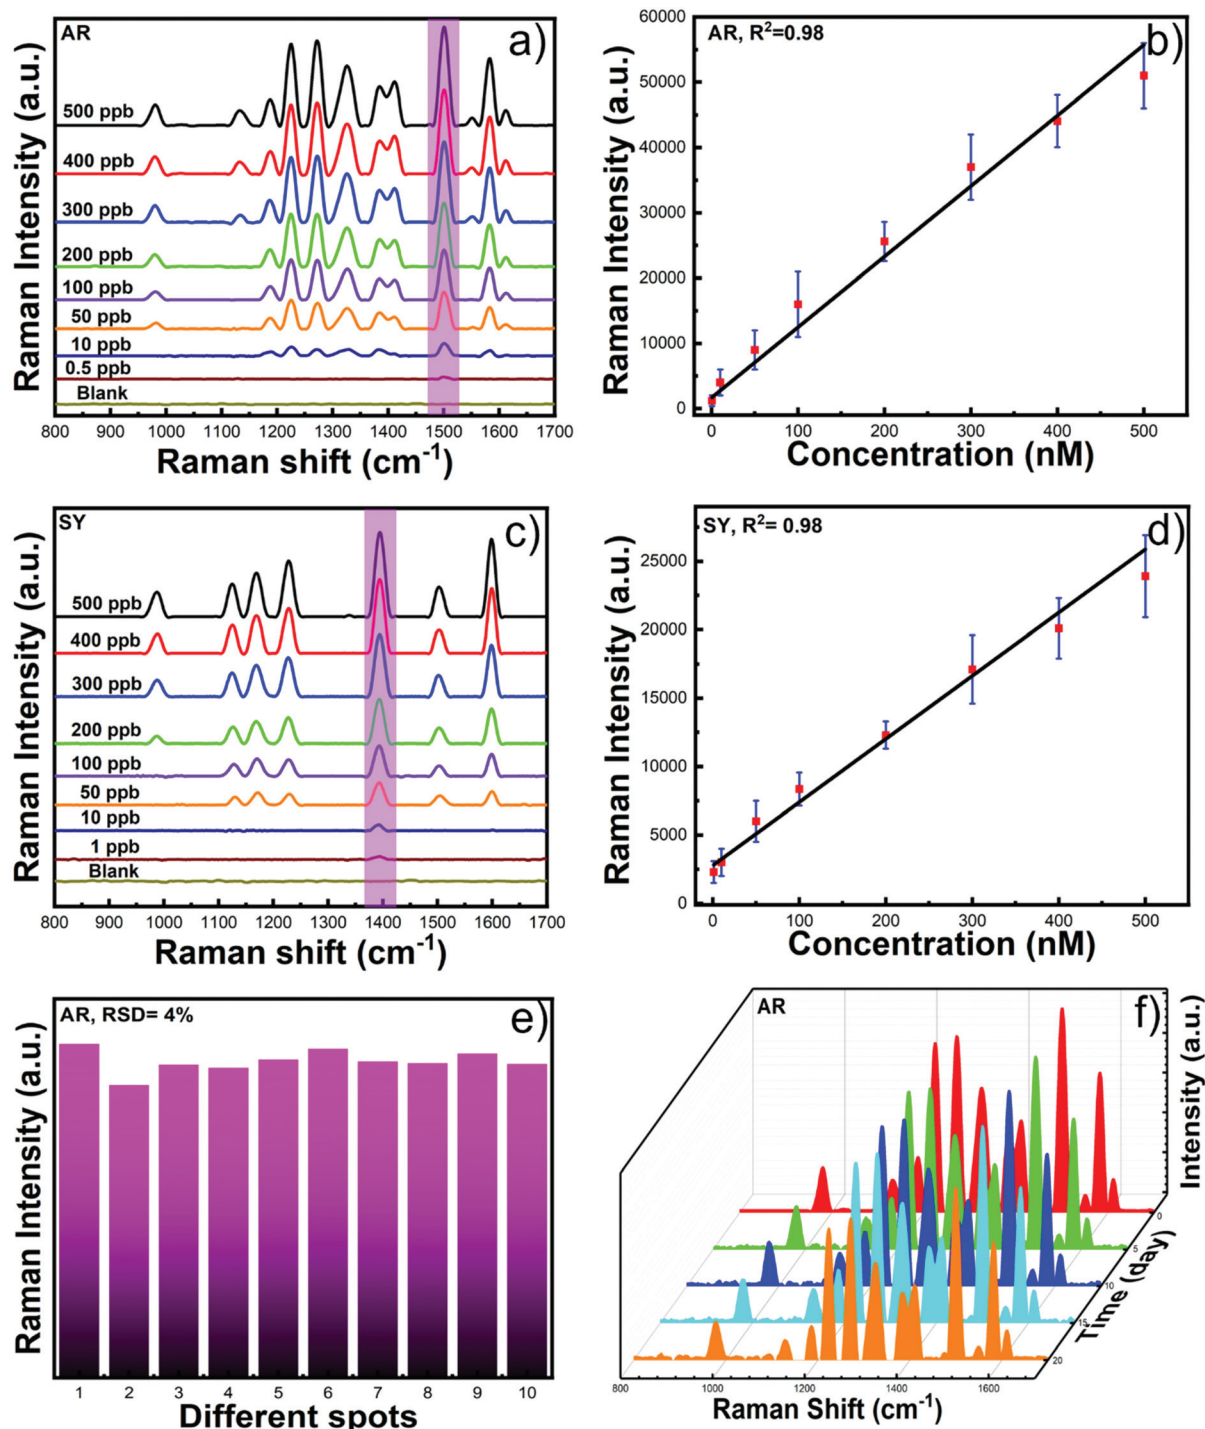 AR
a)
500 ppb
400 ppb
300 ppb
200 ppb
100 ppb
50 ppb
10 ppb
0.5 ppb
Blank
800 900 1000 1100 1200 1300 1400 1500 1600 1700
Raman shift (cm⁻¹)
Raman Intensity (a.u.)
AR, R²=0.98
b)
60000
50000
40000
30000
20000
10000
0
0 100 200 300 400 500
Concentration (nM)
Raman Intensity (a.u.)
SY
c)
500 ppb
400 ppb
300 ppb
200 ppb
100 ppb
50 ppb
10 ppb
1 ppb
Blank
800 900 1000 1100 1200 1300 1400 1500 1600 1700
Raman shift (cm⁻¹)
Raman Intensity (a.u.)
SY, R²= 0.98
d)
25000
20000
15000
10000
5000
0
0 100 200 300 400 500
Concentration (nM)
Raman Intensity (a.u.)
AR, RSD= 4%
e)
1 2 3 4 5 6 7 8 9 10
Different spots
Raman Intensity (a.u.)
AR
f)
Intensity (a.u.)
0
5
10
15
20
Time (day)
800 1000 1200 1400 1600
Raman Shift (cm⁻¹)